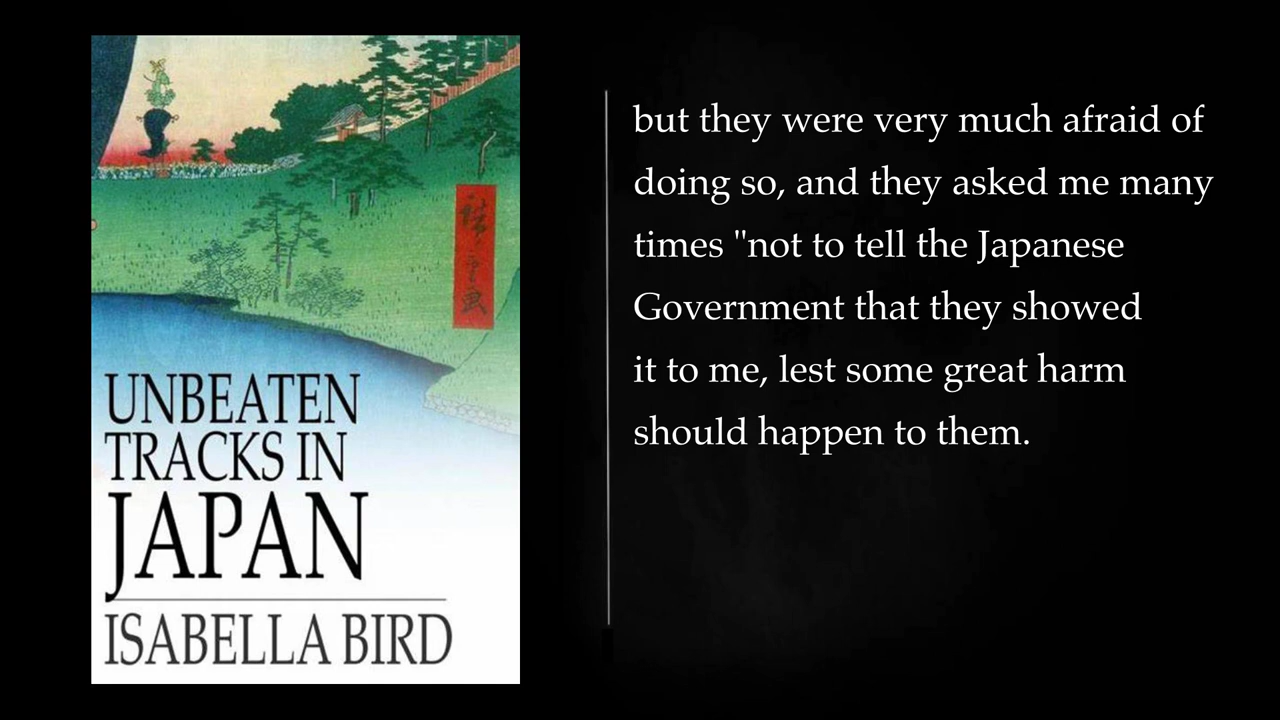 UNBEATEN
TRACKS IN
JAPAN
ISABELLA BIRD
but they were very much afraid of
doing so, and they asked me many
times "not to tell the Japanese
Government that they showed
it to me, lest some great harm
should happen to them.